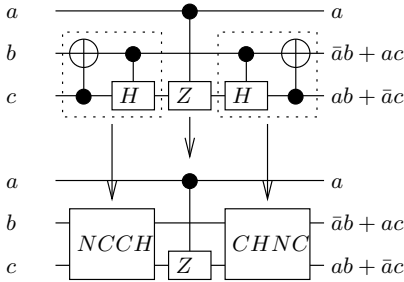 a a
b āb + ac
c H Z H ab + āc
a a
b NCCH CHNC āb + ac
c Z ab + āc